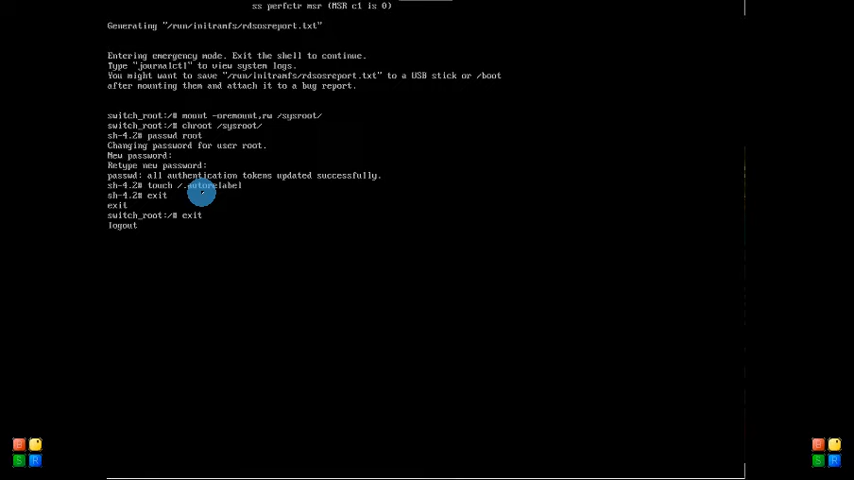 ss perfctr msr (MSR c1 is 0)
Generating "/run/initramfs/rdsosreport.txt"
Entering emergency mode. Exit the shell to continue.
Type "journalctl" to view system logs.
You might want to save "/run/initramfs/rdsosreport.txt" to a USB stick or /boot
after mounting them and attach it to a bug report.
switch_root:/# mount -oremount,rw /sysroot/
switch_root:/# chroot /sysroot/
sh-4.2# passwd root
Changing password for user root.
New password:
Retype new password:
passwd: all authentication tokens updated successfully.
sh-4.2# touch /.autorelabel
sh-4.2# exit
exit
switch_root:/# exit
logout
B
S R
B
S R